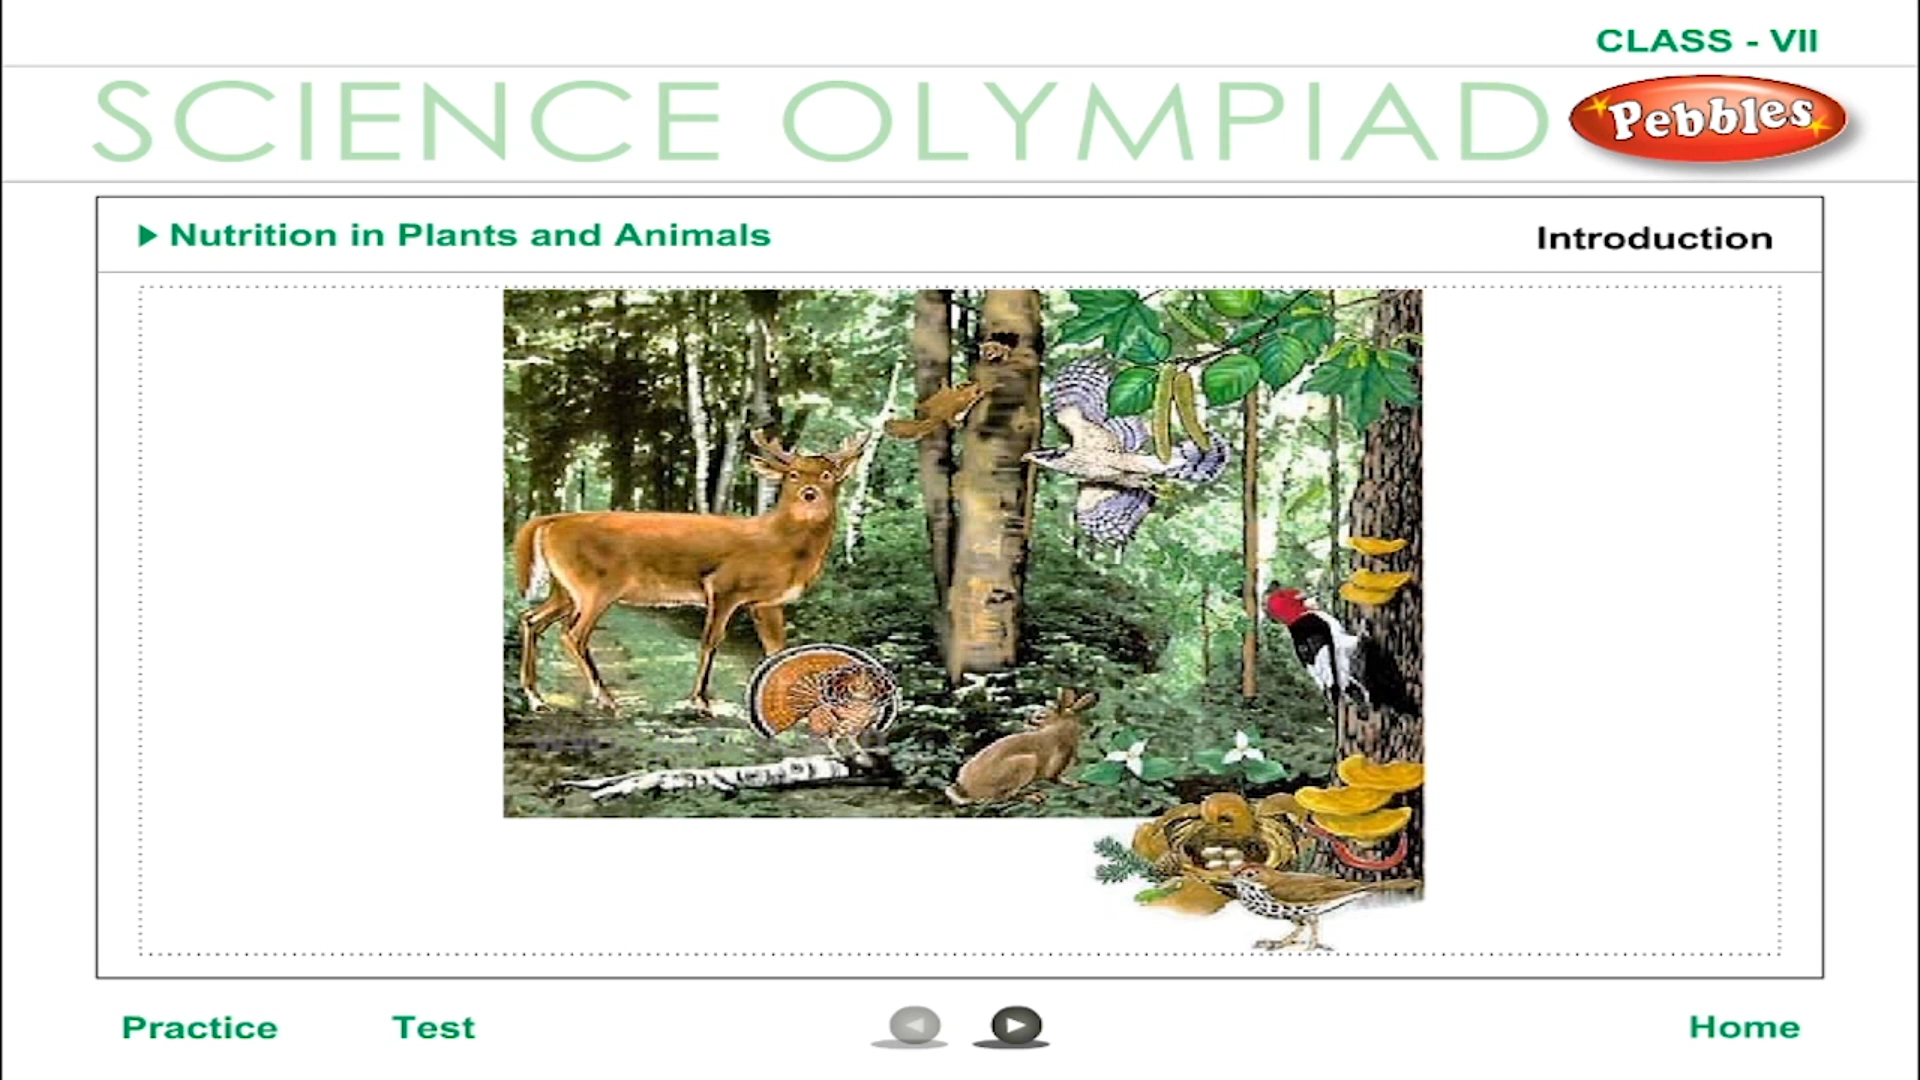 CLASS - VII
SCIENCE OLYMPIAD
Pebbles
Nutrition in Plants and Animals
Introduction
Practice
Test
Home